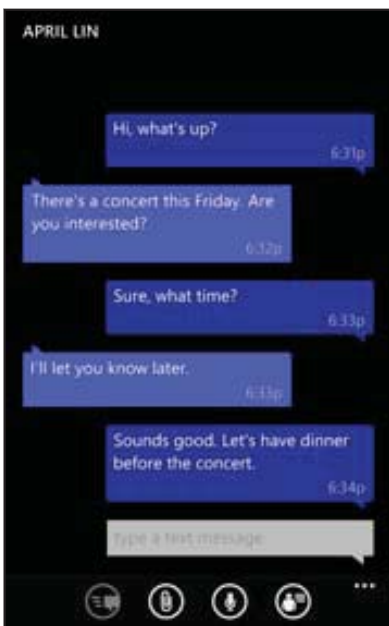 APRIL LIN
Hi, what's up?
6:31p
There's a concert this Friday. Are
you interested?
6:32p
Sure, what time?
6:33p
I'll let you know later.
6:33p
Sounds good. Let's have dinner
before the concert.
6:34p
type a text message